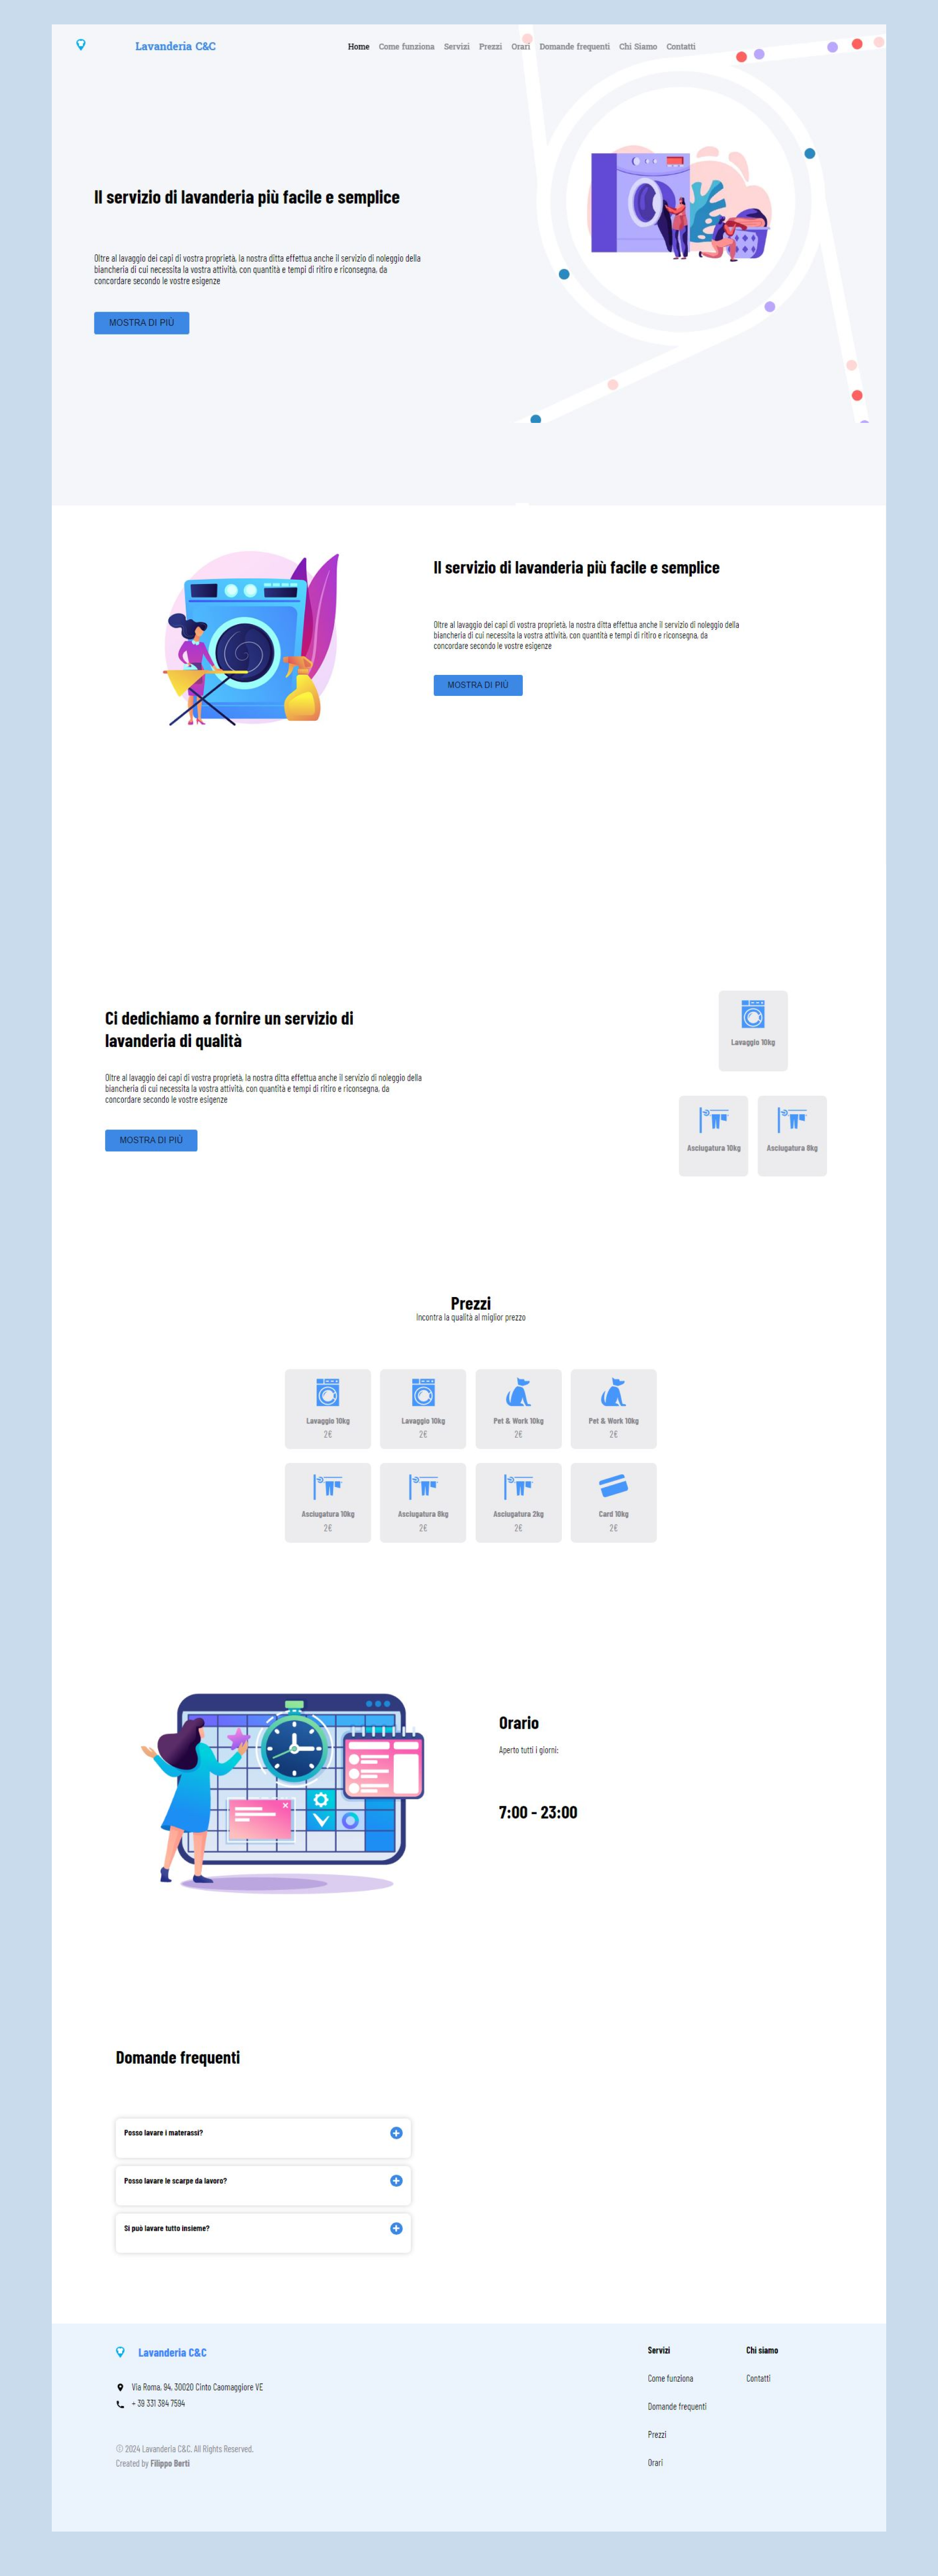 Lavanderia C&C
Home Come funziona Servizi Prezzi Orari Domande frequenti Chi Siamo Contatti
Il servizio di lavanderia più facile e semplice
Oltre al lavaggio dei capi di vostra proprietà, la nostra ditta effettua anche il servizio di noleggio della
biancheria di cui necessita la vostra attività, con quantità e tempi di ritiro e riconsegna, da
concordare secondo le vostre esigenze
MOSTRA DI PIÙ
Il servizio di lavanderia più facile e semplice
Oltre al lavaggio dei capi di vostra proprietà, la nostra ditta effettua anche il servizio di noleggio della
biancheria di cui necessita la vostra attività, con quantità e tempi di ritiro e riconsegna, da
concordare secondo le vostre esigenze
MOSTRA DI PIÙ
Ci dedichiamo a fornire un servizio di
lavanderia di qualità
Oltre al lavaggio dei capi di vostra proprietà, la nostra ditta effettua anche il servizio di noleggio della
biancheria di cui necessita la vostra attività, con quantità e tempi di ritiro e riconsegna, da
concordare secondo le vostre esigenze
MOSTRA DI PIÙ
Lavaggio 10kg
Asciugatura 10kg
Asciugatura 8kg
Prezzi
Incontra la qualità al miglior prezzo
Lavaggio 10kg
2€
Lavaggio 10kg
2€
Pet & Work 10kg
2€
Pet & Work 10kg
2€
Asciugatura 10kg
2€
Asciugatura 8kg
2€
Asciugatura 2kg
2€
Card 10kg
2€
Orario
Aperto tutti i giorni:
7:00 - 23:00
Domande frequenti
Posso lavare i materassi?
Posso lavare le scarpe da lavoro?
Si può lavare tutto insieme?
Lavanderia C&C
Via Roma, 94, 30020 Cinto Caomaggiore VE
+ 39 331 384 7594
© 2024 Lavanderia C&C. All Rights Reserved.
Created by Filippo Berti
Servizi
Come funziona
Domande frequenti
Prezzi
Orari
Chi siamo
Contatti